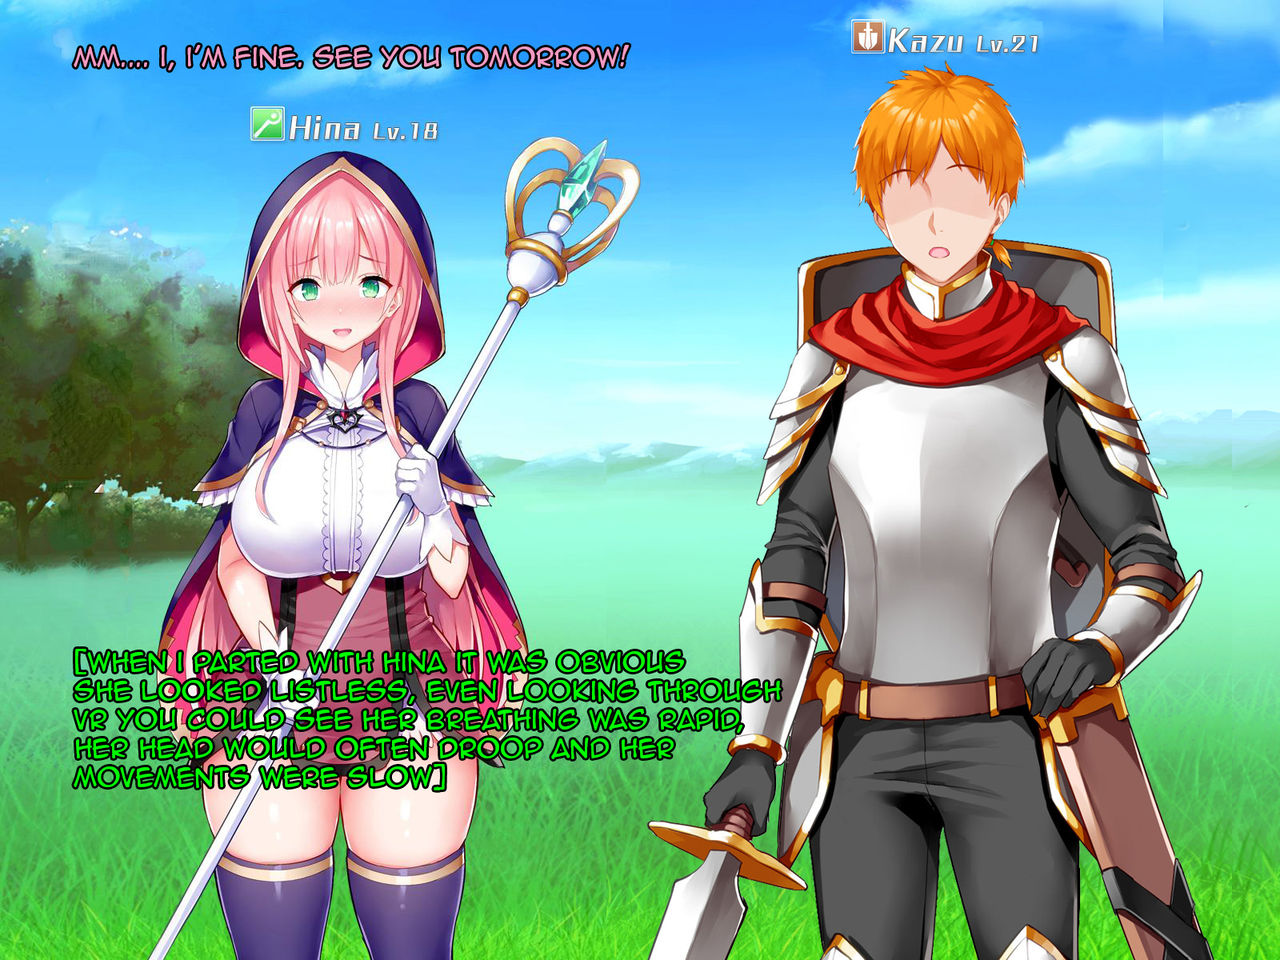 MM.... I, I'M FINE. SEE YOU TOMORROW!
Kazu Lv.21
Hina Lv.18
[WHEN I PARTED WITH HINA IT WAS OBVIOUS
SHE LOOKED LISTLESS, EVEN LOOKING THROUGH
VR YOU COULD SEE HER BREATHING WAS RAPID,
HER HEAD WOULD OFTEN DROOP AND HER
MOVEMENTS WERE SLOW]